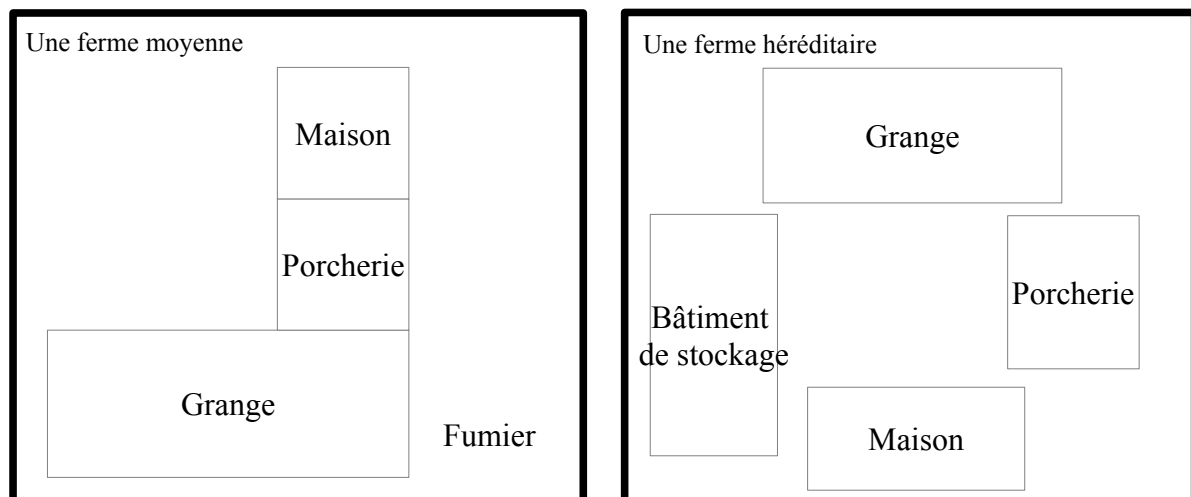 Une ferme moyenne
Maison
Porcherie
Grange
Fumier
Une ferme héréditaire
Grange
Bâtiment
de stockage
Porcherie
Maison